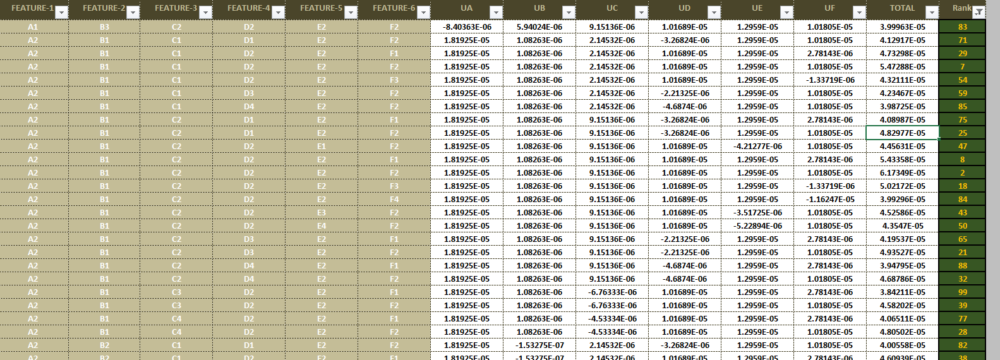 FEATURE-1 FEATURE-2 FEATURE-3 FEATURE-4 FEATURE-5 FEATURE-6 UA UB UC UD UE UF TOTAL Rank
A1 B3 C2 D2 E2 F2 -8.40363E-06 5.94024E-06 9.15136E-06 1.01689E-05 1.2959E-05 1.01805E-05 3.99963E-05 83
A2 B1 C1 D1 E2 F2 1.81925E-05 1.08263E-06 2.14532E-06 -3.26824E-06 1.2959E-05 1.01805E-05 4.12917E-05 71
A2 B1 C1 D2 E2 F1 1.81925E-05 1.08263E-06 2.14532E-06 1.01689E-05 1.2959E-05 2.78143E-06 4.73298E-05 29
A2 B1 C1 D2 E2 F2 1.81925E-05 1.08263E-06 2.14532E-06 1.01689E-05 1.2959E-05 1.01805E-05 5.47288E-05 7
A2 B1 C1 D2 E2 F3 1.81925E-05 1.08263E-06 2.14532E-06 1.01689E-05 1.2959E-05 -1.33719E-06 4.32111E-05 54
A2 B1 C1 D3 E2 F2 1.81925E-05 1.08263E-06 2.14532E-06 -2.21325E-06 1.2959E-05 1.01805E-05 4.23467E-05 59
A2 B1 C1 D4 E2 F2 1.81925E-05 1.08263E-06 2.14532E-06 -4.6874E-06 1.2959E-05 1.01805E-05 3.98725E-05 85
A2 B1 C2 D1 E2 F1 1.81925E-05 1.08263E-06 9.15136E-06 -3.26824E-06 1.2959E-05 2.78143E-06 4.08987E-05 75
A2 B1 C2 D1 E2 F2 1.81925E-05 1.08263E-06 9.15136E-06 -3.26824E-06 1.2959E-05 1.01805E-05 4.82977E-05 25
A2 B1 C2 D2 E1 F2 1.81925E-05 1.08263E-06 9.15136E-06 1.01689E-05 -4.21277E-06 1.01805E-05 4.45631E-05 47
A2 B1 C2 D2 E2 F1 1.81925E-05 1.08263E-06 9.15136E-06 1.01689E-05 1.2959E-05 2.78143E-06 5.43358E-05 8
A2 B1 C2 D2 E2 F2 1.81925E-05 1.08263E-06 9.15136E-06 1.01689E-05 1.2959E-05 1.01805E-05 6.17349E-05 2
A2 B1 C2 D2 E2 F3 1.81925E-05 1.08263E-06 9.15136E-06 1.01689E-05 1.2959E-05 -1.33719E-06 5.02172E-05 18
A2 B1 C2 D2 E2 F4 1.81925E-05 1.08263E-06 9.15136E-06 1.01689E-05 1.2959E-05 -1.16247E-05 3.99296E-05 84
A2 B1 C2 D2 E3 F2 1.81925E-05 1.08263E-06 9.15136E-06 1.01689E-05 -3.51725E-06 1.01805E-05 4.52586E-05 43
A2 B1 C2 D2 E4 F2 1.81925E-05 1.08263E-06 9.15136E-06 1.01689E-05 -5.22894E-06 1.01805E-05 4.3547E-05 50
A2 B1 C2 D3 E2 F1 1.81925E-05 1.08263E-06 9.15136E-06 -2.21325E-06 1.2959E-05 2.78143E-06 4.19537E-05 65
A2 B1 C2 D3 E2 F2 1.81925E-05 1.08263E-06 9.15136E-06 -2.21325E-06 1.2959E-05 1.01805E-05 4.93527E-05 21
A2 B1 C2 D4 E2 F1 1.81925E-05 1.08263E-06 9.15136E-06 -4.6874E-06 1.2959E-05 2.78143E-06 3.94795E-05 88
A2 B1 C2 D4 E2 F2 1.81925E-05 1.08263E-06 9.15136E-06 -4.6874E-06 1.2959E-05 1.01805E-05 4.68786E-05 32
A2 B1 C3 D2 E2 F1 1.81925E-05 1.08263E-06 -6.76333E-06 1.01689E-05 1.2959E-05 2.78143E-06 3.84211E-05 99
A2 B1 C3 D2 E2 F2 1.81925E-05 1.08263E-06 -6.76333E-06 1.01689E-05 1.2959E-05 1.01805E-05 4.58202E-05 39
A2 B1 C4 D2 E2 F1 1.81925E-05 1.08263E-06 -4.53334E-06 1.01689E-05 1.2959E-05 2.78143E-06 4.06511E-05 77
A2 B1 C4 D2 E2 F2 1.81925E-05 1.08263E-06 -4.53334E-06 1.01689E-05 1.2959E-05 1.01805E-05 4.80502E-05 28
A2 B2 C1 D1 E2 F2 1.81925E-05 -1.53275E-07 2.14532E-06 -3.26824E-06 1.2959E-05 1.01805E-05 4.00558E-05 82
A2 B2 C1 D2 E2 F1 1.81925E-05 -1.53275E-07 2.14532E-06 1.01689E-05 1.2959E-05 2.78143E-06 4.60939E-05 38